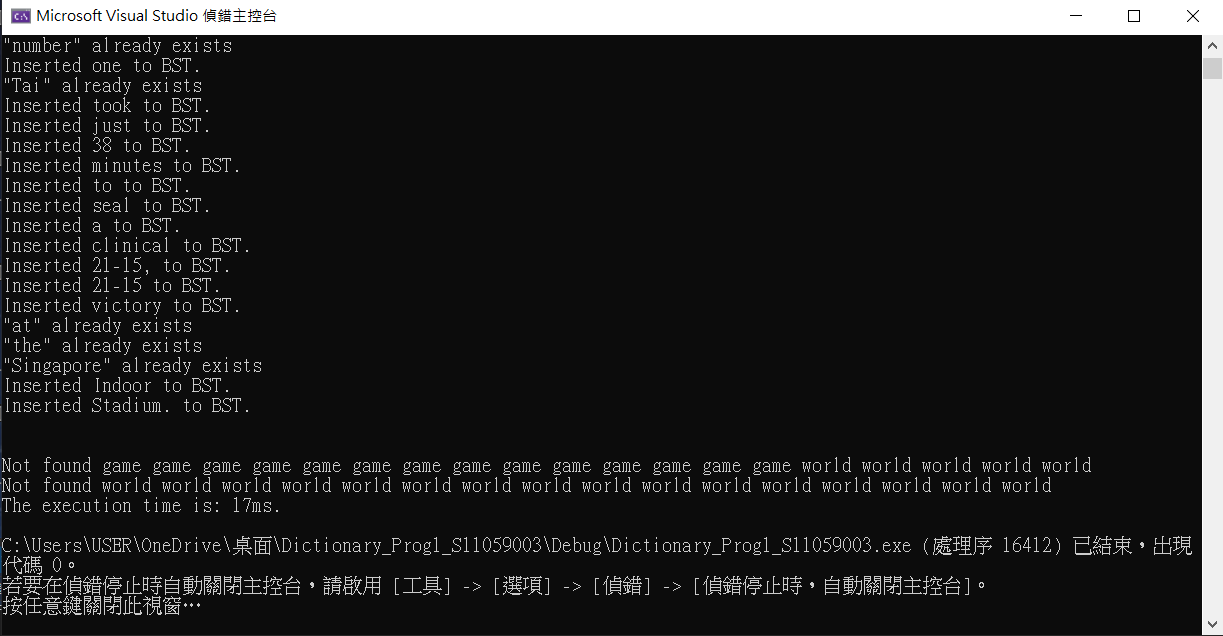 Microsoft Visual Studio 偵錯主控台
"number" already exists
Inserted one to BST.
"Tai" already exists
Inserted took to BST.
Inserted just to BST.
Inserted 38 to BST.
Inserted minutes to BST.
Inserted to to BST.
Inserted seal to BST.
Inserted a to BST.
Inserted clinical to BST.
Inserted 21-15, to BST.
Inserted 21-15 to BST.
Inserted victory to BST.
"at" already exists
"the" already exists
"Singapore" already exists
Inserted Indoor to BST.
Inserted Stadium. to BST.
Not found game game game game game game game game game game game game game game world world world world world
Not found world world world world world world world world world world world world world world world world
The execution time is: 17ms.
C:\Users\USER\OneDrive\桌面\Dictionary_Prog1_S11059003\Debug\Dictionary_Prog1_S11059003.exe (處理序 16412) 已結束，出現
代碼 0。
若要在偵錯停止時自動關閉主控台，請啟用 [工具] -> [選項] -> [偵錯] -> [偵錯停止時，自動關閉主控台]。
按任意鍵關閉此視窗…